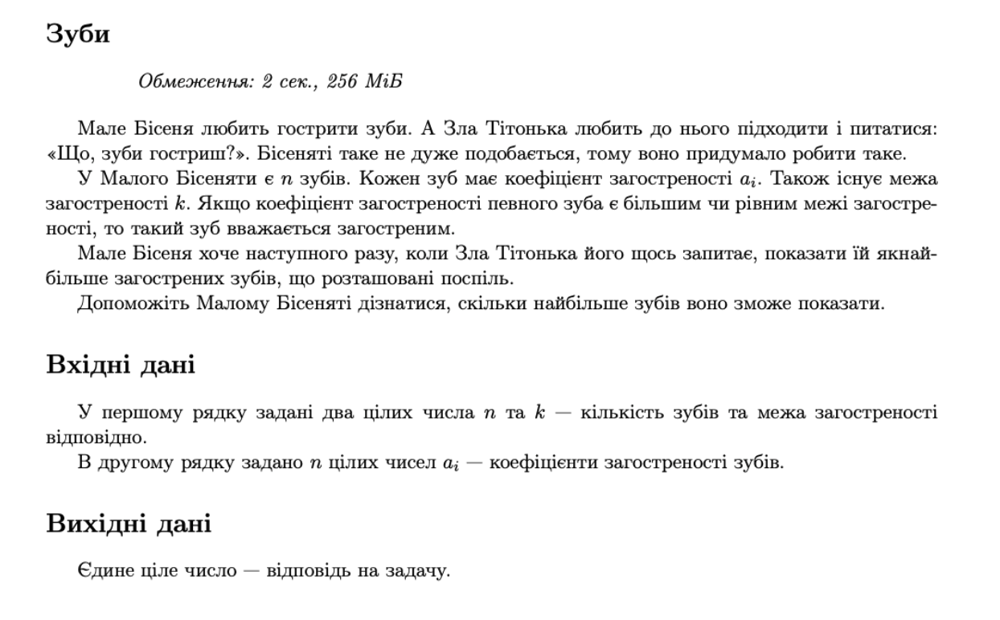 Зуби
Обмеження: 2 сек., 256 МіБ
Мале Бісеня любить гострити зуби. А Зла Тітонька любить до нього підходити і питатися:
«Що, зуби гостриш?». Бісеняті таке не дуже подобається, тому воно придумало робити таке.
У Малого Бісеняти є n зубів. Кожен зуб має коефіцієнт загостреності aᵢ. Також існує межа
загостреності k. Якщо коефіцієнт загостреності певного зуба є більшим чи рівним межі загостре-
ності, то такий зуб вважається загостреним.
Мале Бісеня хоче наступного разу, коли Зла Тітонька його щось запитає, показати їй якнай-
більше загострених зубів, що розташовані поспіль.
Допоможіть Малому Бісеняті дізнатися, скільки найбільше зубів воно зможе показати.
Вхідні дані
У першому рядку задані два цілих числа n та k — кількість зубів та межа загостреності
відповідно.
В другому рядку задано n цілих чисел aᵢ — коефіцієнти загостреності зубів.
Вихідні дані
Єдине ціле число — відповідь на задачу.